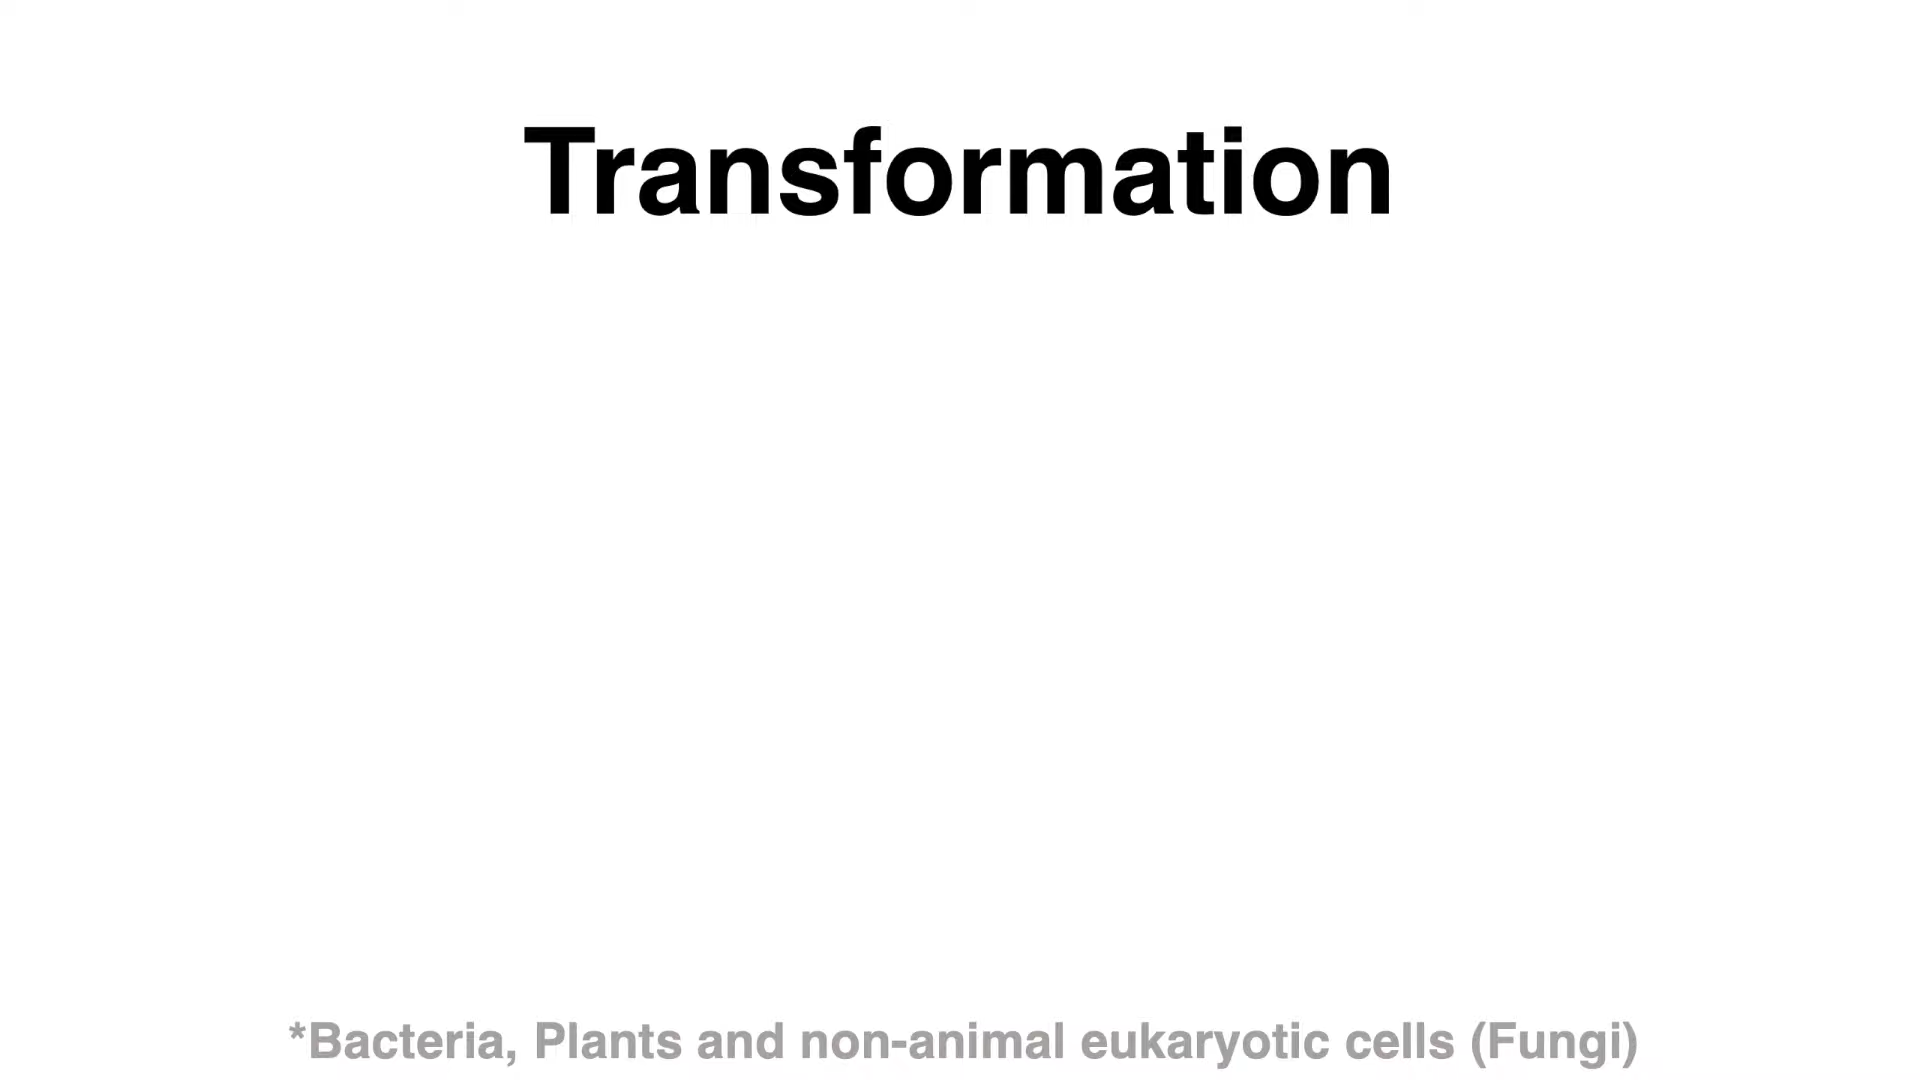 Transformation
*Bacteria, Plants and non-animal eukaryotic cells (Fungi)